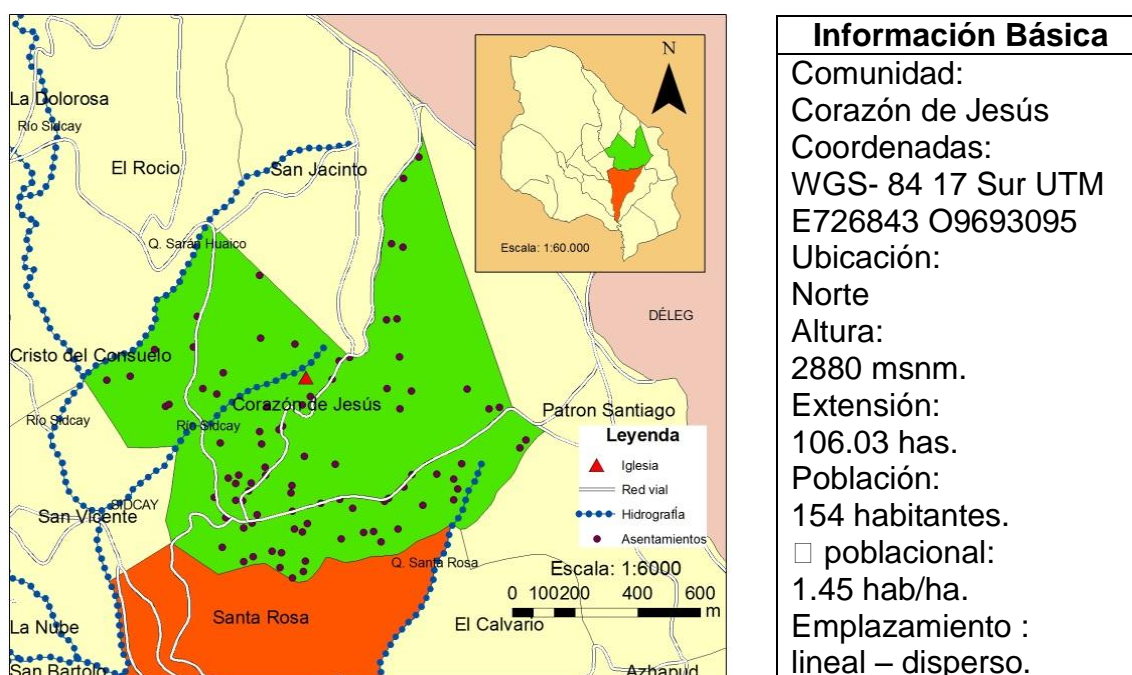 N
La Dolorosa
Río Sidcay
El Rocio
San Jacinto
Q. Sarán Huaico
Escala: 1:60.000
DÉLEG
Cristo del Consuelo
Río Sidcay
Corazón de Jesús
Río Sidcay
Patron Santiago
Leyenda
Iglesia
Red vial
Hidrografía
Asentamientos
SIDCAY
San Vicente
Q. Santa Rosa
Escala: 1:6000
0 100200 400 600
m
Santa Rosa
El Calvario
La Nube
San Bartolo
Azhapud
Información Básica
Comunidad:
Corazón de Jesús
Coordenadas:
WGS- 84 17 Sur UTM
E726843 O9693095
Ubicación:
Norte
Altura:
2880 msnm.
Extensión:
106.03 has.
Población:
154 habitantes.
□ poblacional:
1.45 hab/ha.
Emplazamiento :
lineal – disperso.